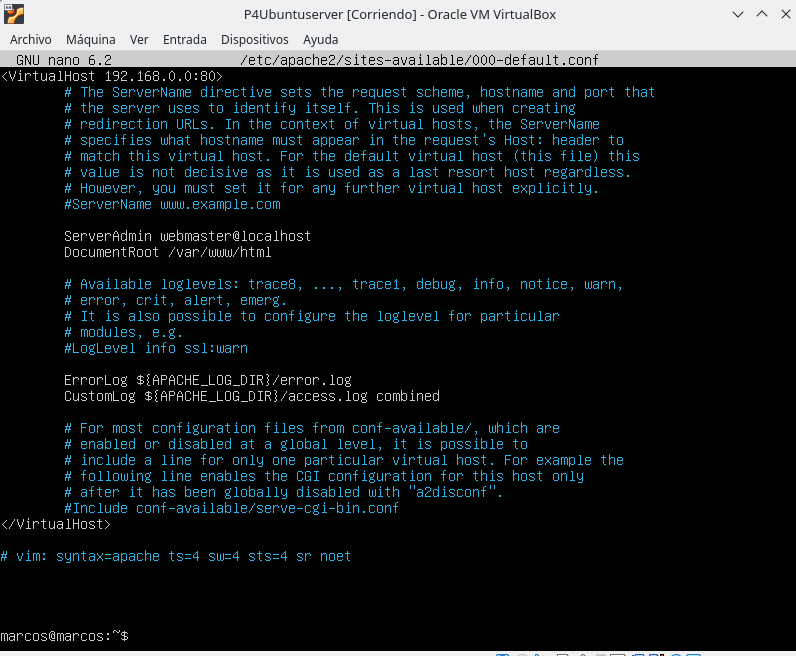 P4Ubuntuserver [Corriendo] - Oracle VM VirtualBox
Archivo Máquina Ver Entrada Dispositivos Ayuda
GNU nano 6.2 /etc/apache2/sites-available/000-default.conf
<VirtualHost 192.168.0.0:80>
# The ServerName directive sets the request scheme, hostname and port that
# the server uses to identify itself. This is used when creating
# redirection URLs. In the context of virtual hosts, the ServerName
# specifies what hostname must appear in the request's Host: header to
# match this virtual host. For the default virtual host (this file) this
# value is not decisive as it is used as a last resort host regardless.
# However, you must set it for any further virtual host explicitly.
#ServerName www.example.com
ServerAdmin webmaster@localhost
DocumentRoot /var/www/html
# Available loglevels: trace8, ..., trace1, debug, info, notice, warn,
# error, crit, alert, emerg.
# It is also possible to configure the loglevel for particular
# modules, e.g.
#LogLevel info ssl:warn
ErrorLog ${APACHE_LOG_DIR}/error.log
CustomLog ${APACHE_LOG_DIR}/access.log combined
# For most configuration files from conf-available/, which are
# enabled or disabled at a global level, it is possible to
# include a line for only one particular virtual host. For example the
# following line enables the CGI configuration for this host only
# after it has been globally disabled with "a2disconf".
#Include conf-available/serve-cgi-bin.conf
</VirtualHost>
# vim: syntax=apache ts=4 sw=4 sts=4 sr noet
marcos@marcos:~$